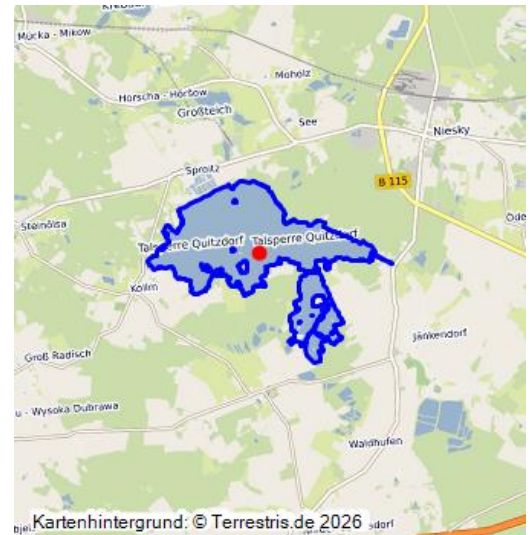 Mücka - Mikow
Moholz
Horscha - Hóršow
Großteich
See
Niesky
B 115
Sproitz
Steinölsa
Talsperre Quitzdorf
Talsperre Quitzdorf
Kollm
Jänkendorf
Groß Radisch
u - Wysoka Dubrawa
Waldhufen
Kartenhintergrund: © Terrestris.de 2026